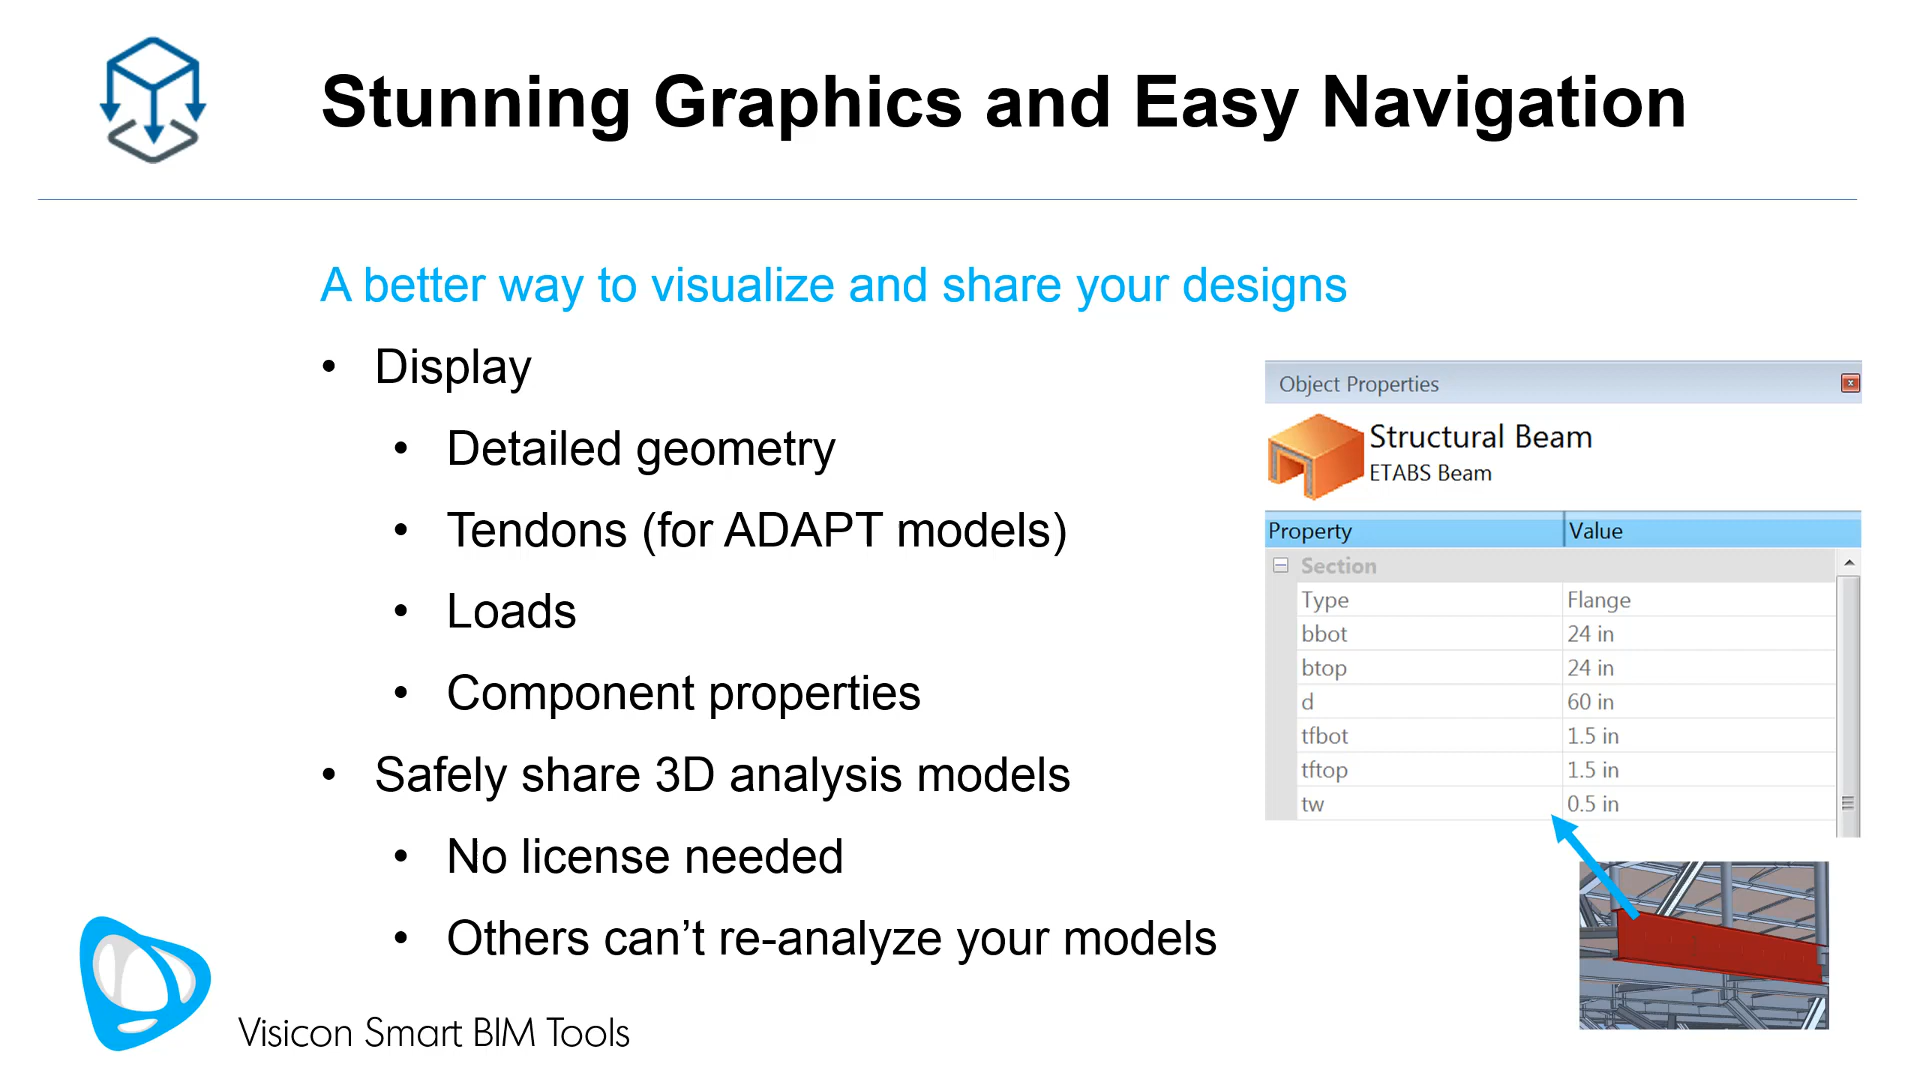 Stunning Graphics and Easy Navigation
A better way to visualize and share your designs
• Display
• Detailed geometry
• Tendons (for ADAPT models)
• Loads
• Component properties
• Safely share 3D analysis models
• No license needed
• Others can’t re-analyze your models
Object Properties
Structural Beam
ETABS Beam
Property Value
Section
Type Flange
bbot 24 in
btop 24 in
d 60 in
tfbot 1.5 in
tftop 1.5 in
tw 0.5 in
Visicon Smart BIM Tools